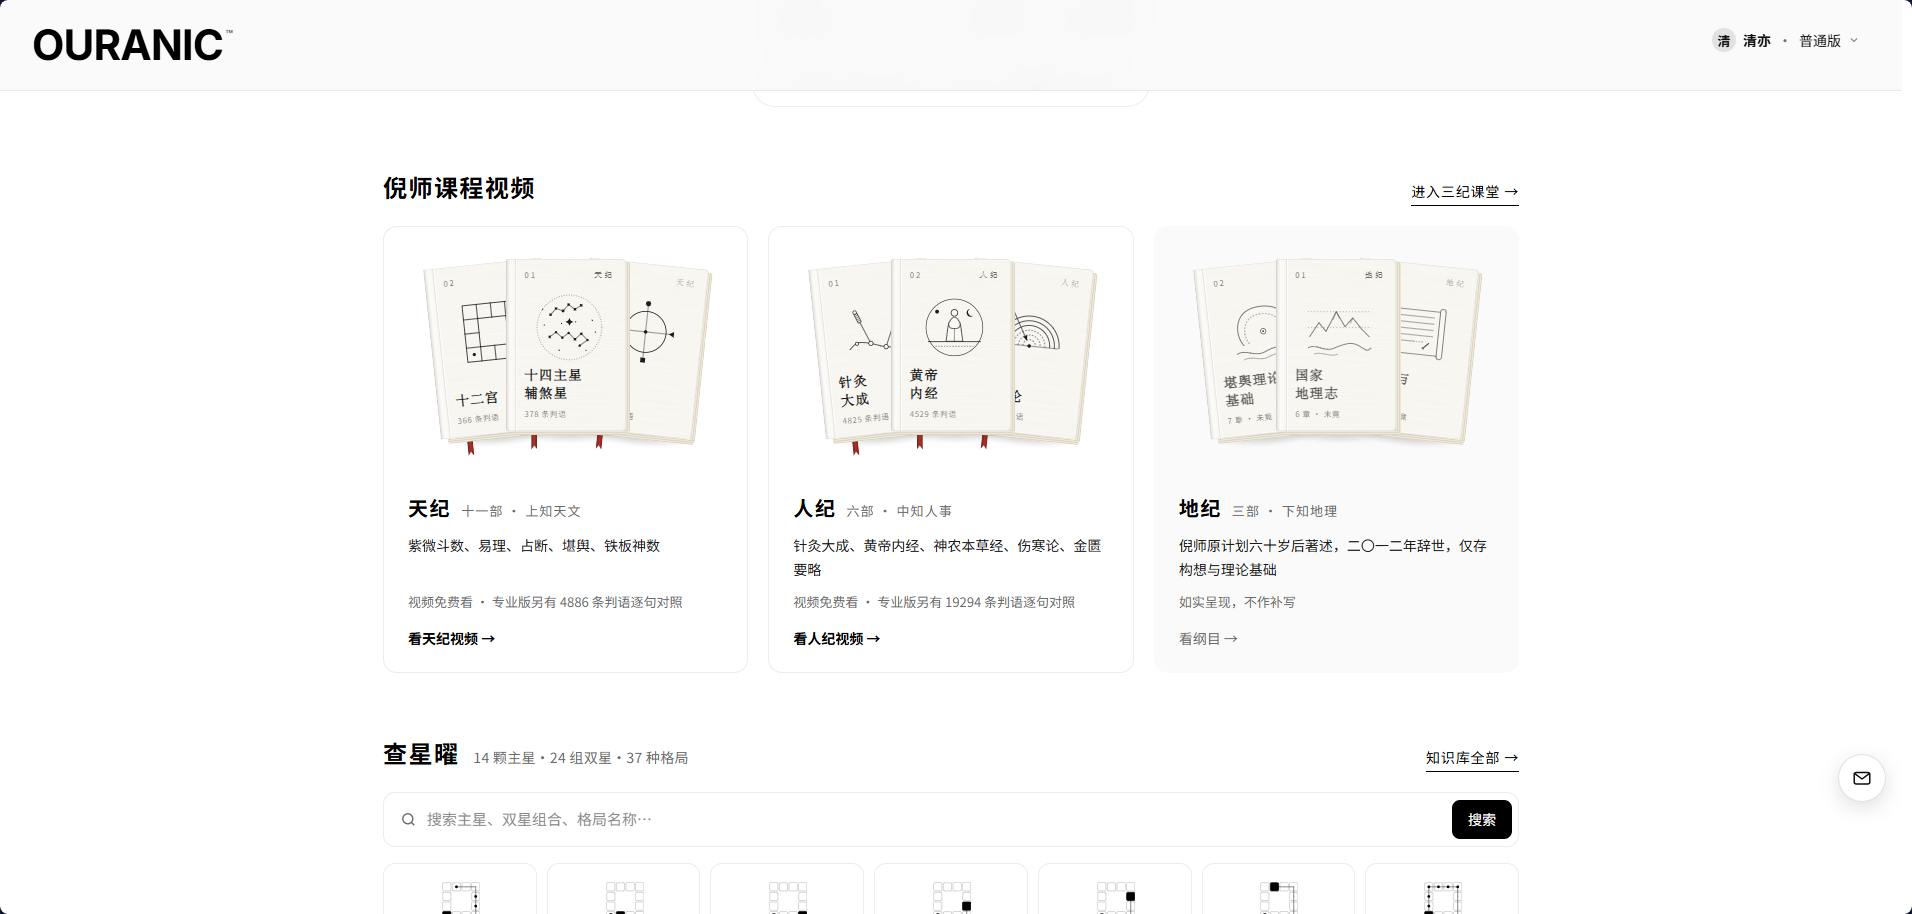 OURANIC™
清 清亦 · 普通版
倪师课程视频
进入三纪课堂 →
02
十二宫
366 条判语
01 天纪
十四主星
辅煞星
378 条判语
天纪
01
针灸
大成
4825 条判语
02 人纪
黄帝
内经
4529 条判语
人纪
论
语
02
堪舆理论
基础
7 章 · 未竟
01 地纪
国家
地理志
6 章 · 未竟
地纪
天纪 十一部 · 上知天文
紫微斗数、易理、占断、堪舆、铁板神数
视频免费看 · 专业版另有 4886 条判语逐句对照
看天纪视频 →
人纪 六部 · 中知人事
针灸大成、黄帝内经、神农本草经、伤寒论、金匮
要略
视频免费看 · 专业版另有 19294 条判语逐句对照
看人纪视频 →
地纪 三部 · 下知地理
倪师原计划六十岁后著述，二〇一二年辞世，仅存
构想与理论基础
如实呈现，不作补写
看纲目 →
查星曜 14 颗主星 · 24 组双星 · 37 种格局
知识库全部 →
搜索主星、双星组合、格局名称…
搜索